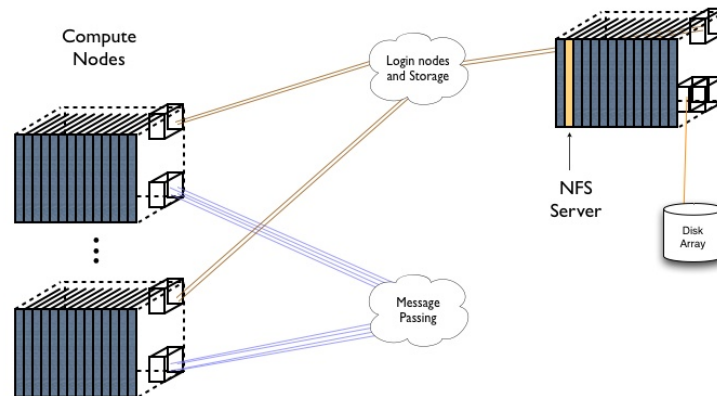 Compute
Nodes
Login nodes
and Storage
NFS
Server
Disk
Array
Message
Passing